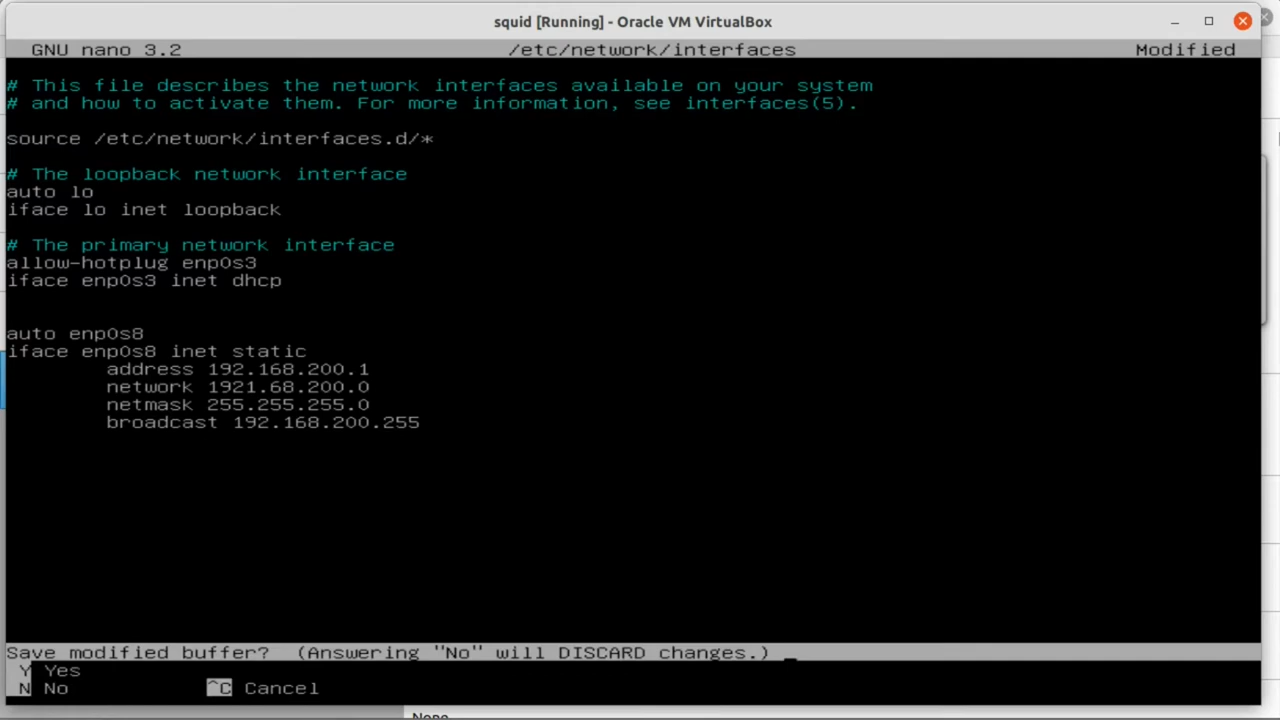 squid [Running] - Oracle VM VirtualBox
GNU nano 3.2 /etc/network/interfaces Modified
# This file describes the network interfaces available on your system
# and how to activate them. For more information, see interfaces(5).
source /etc/network/interfaces.d/*
# The loopback network interface
auto lo
iface lo inet loopback
# The primary network interface
allow-hotplug enp0s3
iface enp0s3 inet dhcp
auto enp0s8
iface enp0s8 inet static
address 192.168.200.1
network 1921.68.200.0
netmask 255.255.255.0
broadcast 192.168.200.255
Save modified buffer? (Answering "No" will DISCARD changes.) _
Y Yes
N No ^C Cancel
None